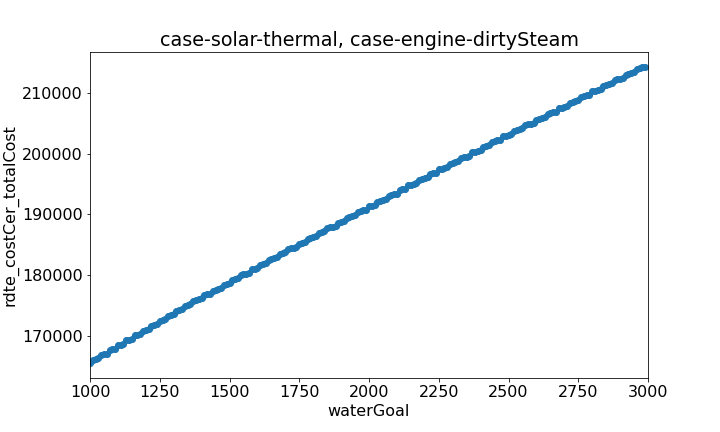 case-solar-thermal, case-engine-dirtySteam
rdte_costCer_totalCost
210000
200000
190000
180000
170000
1000 1250 1500 1750 2000 2250 2500 2750 3000
waterGoal